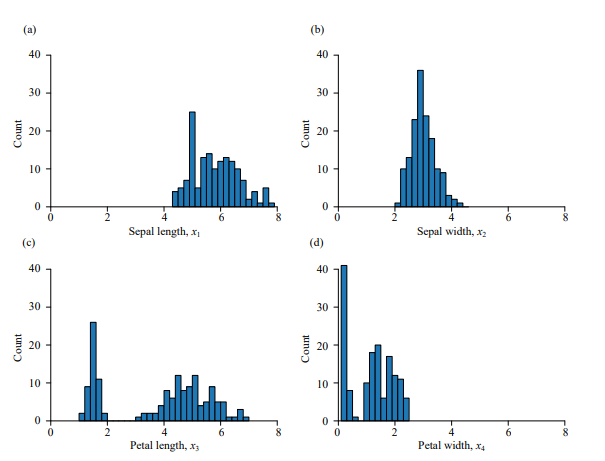 (a)
40
30
20
10
0
Count
0 2 4 6 8
Sepal length, x₁
(b)
40
30
20
10
0
Count
0 2 4 6 8
Sepal width, x₂
(c)
40
30
20
10
0
Count
0 2 4 6 8
Petal length, x₃
(d)
40
30
20
10
0
Count
0 2 4 6 8
Petal width, x₄